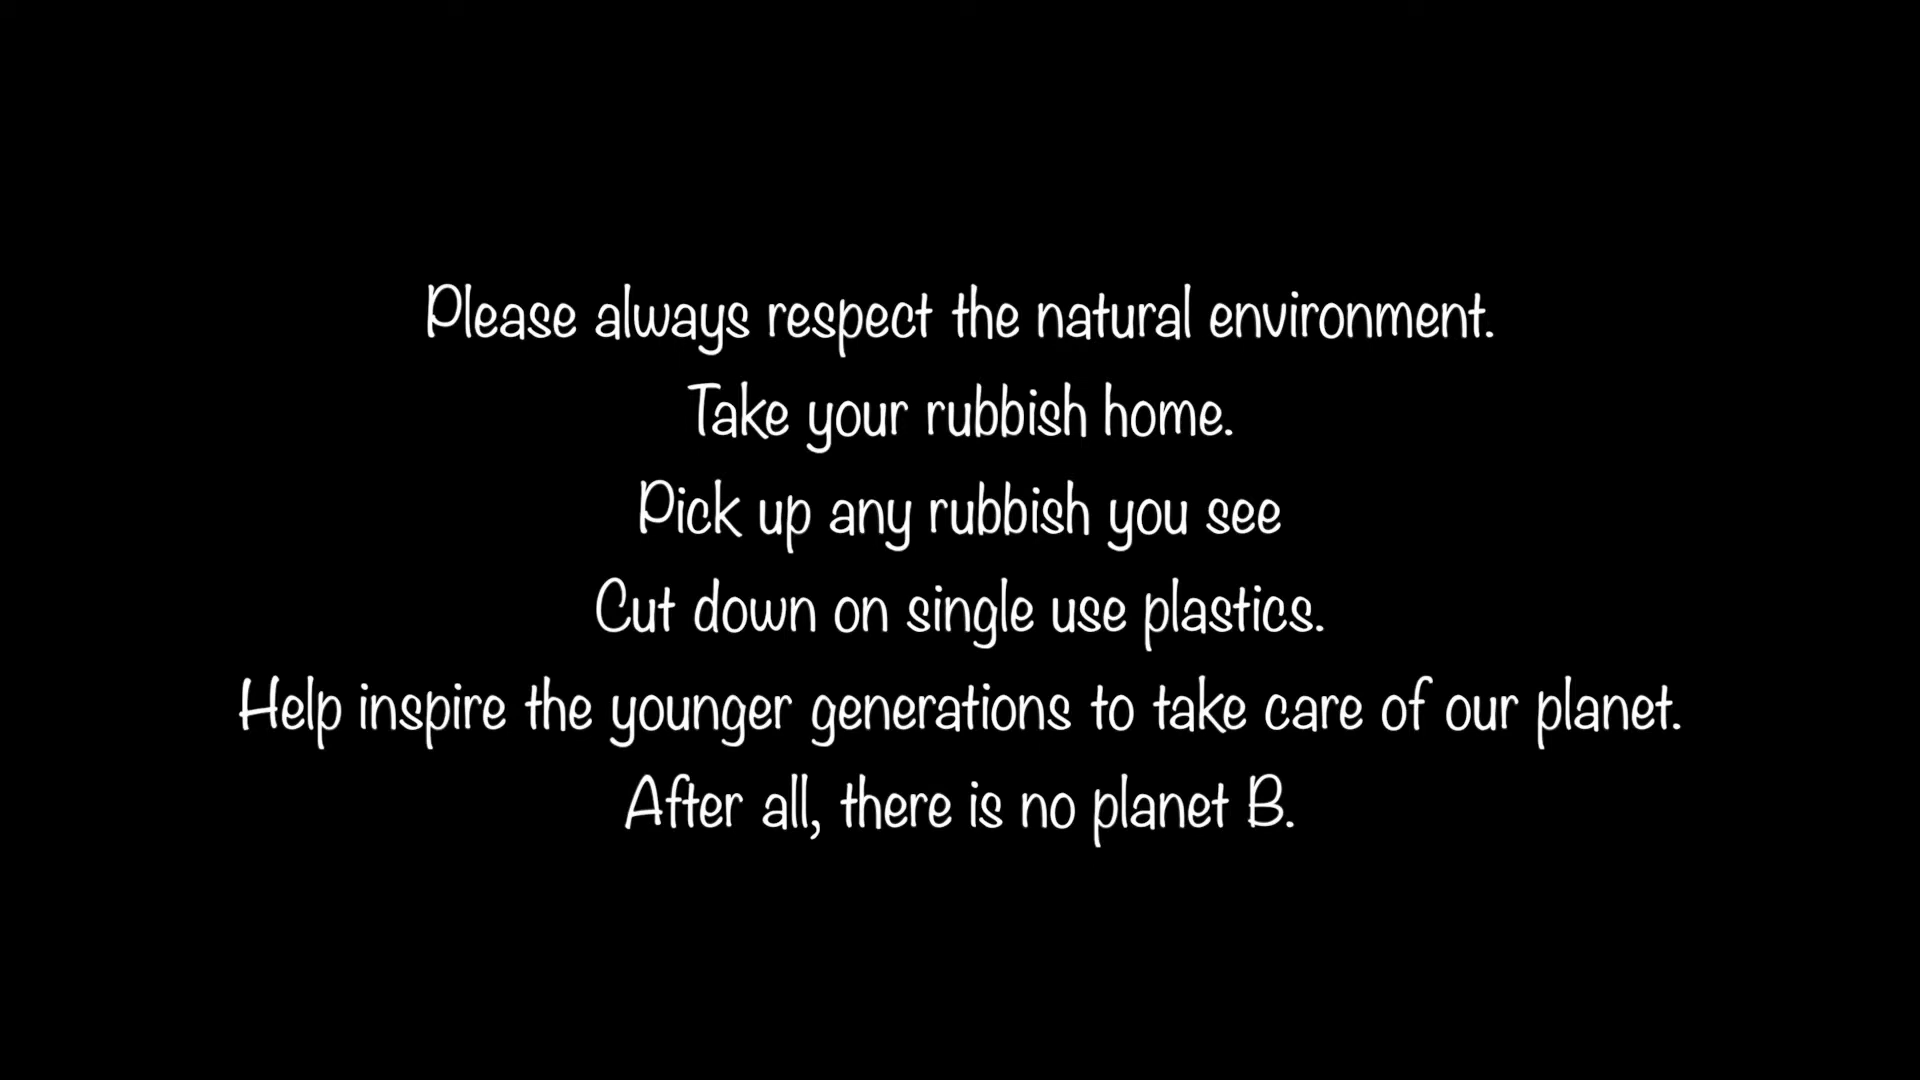 Please always respect the natural environment.
Take your rubbish home.
Pick up any rubbish you see
Cut down on single use plastics.
Help inspire the younger generations to take care of our planet.
After all, there is no planet B.